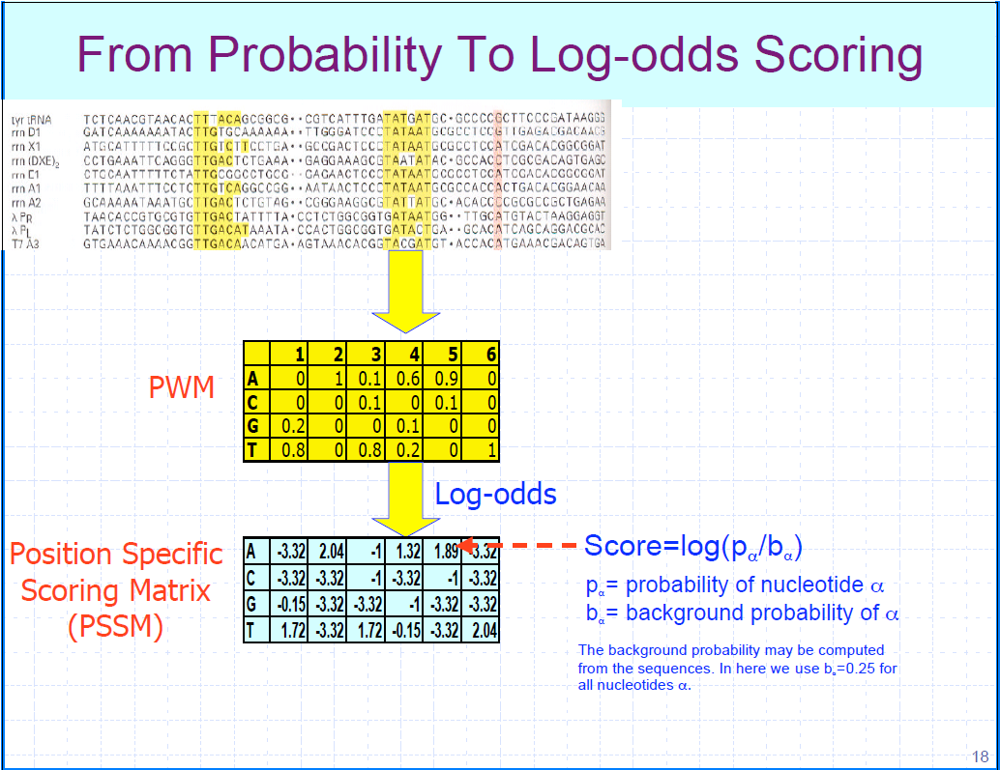 From Probability To Log-odds Scoring
tyr tRNA TCTCAACGTAACACTTTACAGCGGCG··CGTCATTTGATATGATGC·GCCCCGCTTCCCGATAAGGG
rrn D1 GATCAAAAAAATACTTGTGCAAAAAA··TTGGGATCCCTATAATGCGCCTCCGTTGAGACGACAACG
rrn X1 ATGCATTTTTCCGCTTGTCTTCCTGA··GCCGACTCCCTATAATGCGCCTCCATCGACACGGCGGAT
rrn (DXE)2 CCTGAAATTCAGGGTTGACTCTGAAA··GAGGAAAGCGTAATATAC·GCCACCTCGCGACAGTGAGC
rrn E1 CTGCAATTTTTCTATTGCGGCCTGCG··GAGAACTCCCTATAATGCGCCTCCATCGACACGGCGGAT
rrn A1 TTTTAAATTTCCTCTTGTCAGGCCGG··AATAACTCCCTATAATGCGCCACCACTGACACGGAACAA
rrn A2 GCAAAAATAAATGCTTGACTCTGTAG··CGGGAAGGCGTATTATGC·ACACCCCGCGCCGCTGAGAA
λ PR TAACACCGTGCGTGTTGACTATTTTA·CCTCTGGCGGTGATAATGG··TTGCATGTACTAAGGAGGT
λ PL TATCTCTGGCGGTGTTGACATAAATA·CCACTGGCGGTGATACTGA··GCACATCAGCAGGACGCAC
T7 A3 GTGAAACAAAACGGTTGACAACATGA·AGTAAACACGGTACGATGT·ACCACATGAAACGACAGTGA
1 2 3 4 5 6
PWM
A 0 1 0.1 0.6 0.9 0
C 0 0 0.1 0 0.1 0
G 0.2 0 0 0.1 0 0
T 0.8 0 0.8 0.2 0 1
Log-odds
Position Specific
Scoring Matrix
(PSSM)
A -3.32 2.04 -1 1.32 1.89 -3.32
C -3.32 -3.32 -1 -3.32 -1 -3.32
G -0.15 -3.32 -3.32 -1 -3.32 -3.32
T 1.72 -3.32 1.72 -0.15 -3.32 2.04
Score=log(pα/bα)
pα= probability of nucleotide α
bα= background probability of α
The background probability may be computed
from the sequences. In here we use bα=0.25 for
all nucleotides α.
18